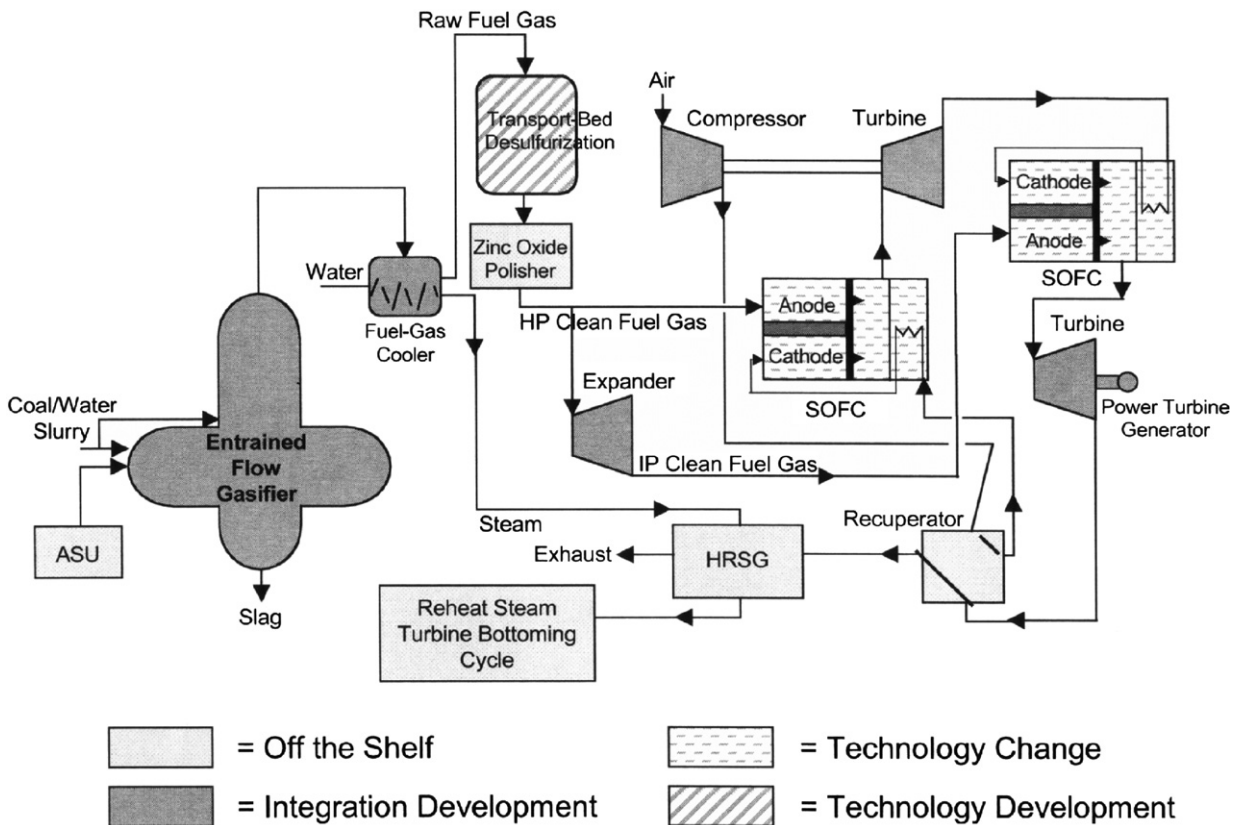 Raw Fuel Gas
Transport-Bed
Desulfurization
Air
Compressor
Turbine
Cathode
Anode
SOFC
Zinc Oxide
Polisher
Water
Fuel-Gas
Cooler
HP Clean Fuel Gas
Anode
Cathode
SOFC
Turbine
Power Turbine
Generator
Expander
IP Clean Fuel Gas
Coal/Water
Slurry
Entrained
Flow
Gasifier
ASU
Slag
Steam
Exhaust
HRSG
Recuperator
Reheat Steam
Turbine Bottoming
Cycle
= Off the Shelf
= Technology Change
= Integration Development
= Technology Development